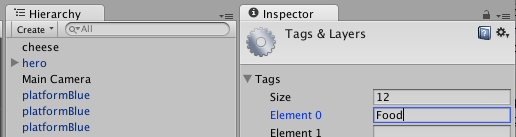 Hierarchy
Create
All
cheese
hero
Main Camera
platformBlue
platformBlue
platformBlue
Inspector
Tags & Layers
Tags
Size 12
Element 0 Food
Element 1